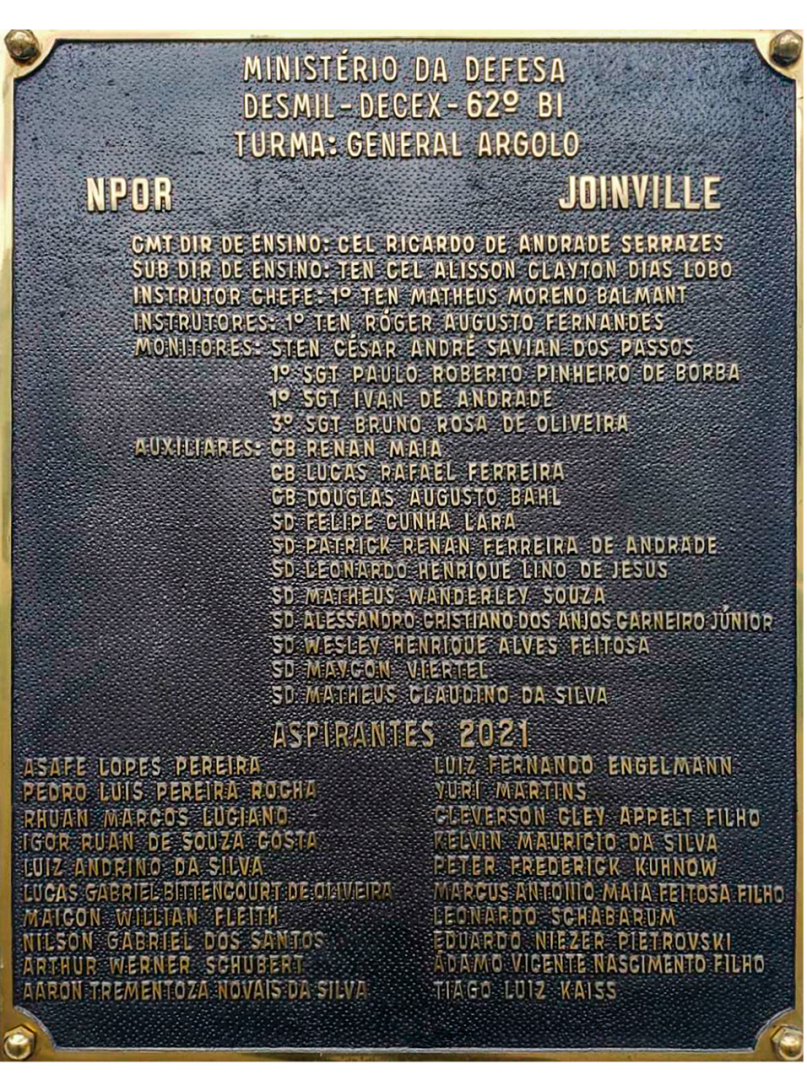 MINISTÉRIO DA DEFESA
DESMIL-DECEX-62º BI
TURMA: GENERAL ARGOLO
NPOR JOINVILLE
CMT DIR DE ENSINO: CEL RICARDO DE ANDRADE SERRAZES
SUB DIR DE ENSINO: TEN CEL ALISSON CLAYTON DIAS LOBO
INSTRUTOR CHEFE: 1º TEN MATHEUS MORENO BALMANT
INSTRUTORES: 1º TEN RÓGER AUGUSTO FERNANDES
MONITORES: STEN CÉSAR ANDRÉ SAVIAN DOS PASSOS
1º SGT PAULO ROBERTO PINHEIRO DE BORBA
1º SGT IVAN DE ANDRADE
3º SGT BRUNO ROSA DE OLIVEIRA
AUXILIARES: CB RENAN MAIA
CB LUCAS RAFAEL FERREIRA
CB DOUGLAS AUGUSTO BAHL
SD FELIPE CUNHA LARA
SD PATRICK RENAN FERREIRA DE ANDRADE
SD LEONARDO HENRIQUE LINO DE JESUS
SD MATHEUS WANDERLEY SOUZA
SD ALESSANDRO CRISTIANO DOS ANJOS CARNEIRO JÚNIOR
SD WESLEY HENRIQUE ALVES FEITOSA
SD MAYCON VIERTEL
SD MATHEUS CLAUDINO DA SILVA
ASPIRANTES 2021
ASAFE LOPES PEREIRA
PEDRO LUIS PEREIRA ROCHA
RHUAN MARCOS LUCIANO
IGOR RUAN DE SOUZA COSTA
LUIZ ANDRINO DA SILVA
LUCAS GABRIEL BITTENCOURT DE OLIVEIRA
MAICON WILLIAN FLEITH
NILSON GABRIEL DOS SANTOS
ARTHUR WERNER SCHUBERT
AARON TREMENTOZA NOVAIS DA SILVA
LUIZ FERNANDO ENGELMANN
YURI MARTINS
CLEVERSON CLEY APPELT FILHO
KELVIN MAURICIO DA SILVA
PETER FREDERICK KUHNOW
MARCUS ANTONIO MAIA FEITOSA FILHO
LEONARDO SCHABARUM
EDUARDO NIEZER PIETROVSKI
ADAMO VICENTE NASCIMENTO FILHO
TIAGO LUIZ KAISS